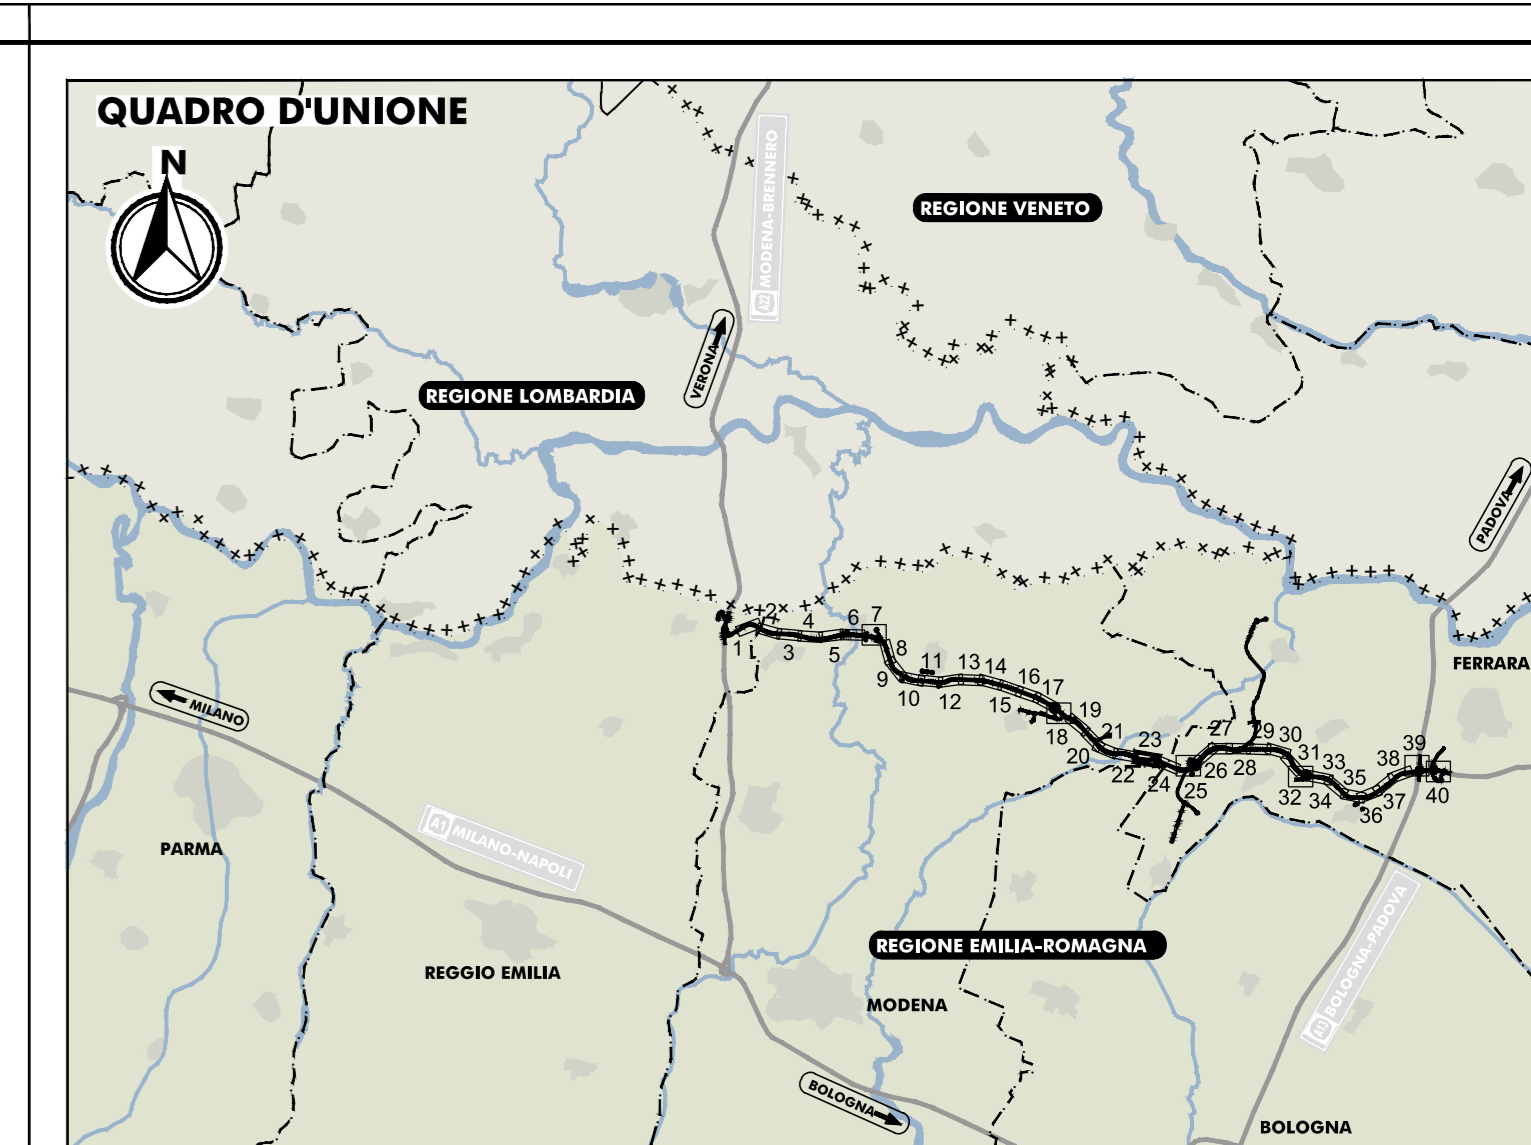 QUADRO D'UNIONE
N
A22 MODENA-BRENNERO
REGIONE VENETO
VERONA
REGIONE LOMBARDIA
PADOVA
1
2
3
4
5
6
7
8
9
10
11
12
13
14
15
16
17
18
19
20
21
22
23
24
25
26
27
28
29
30
31
32
33
34
35
36
37
38
39
40
FERRARA
MILANO
PARMA
A1 MILANO-NAPOLI
REGGIO EMILIA
REGIONE EMILIA-ROMAGNA
MODENA
A13 BOLOGNA-PADOVA
BOLOGNA
BOLOGNA